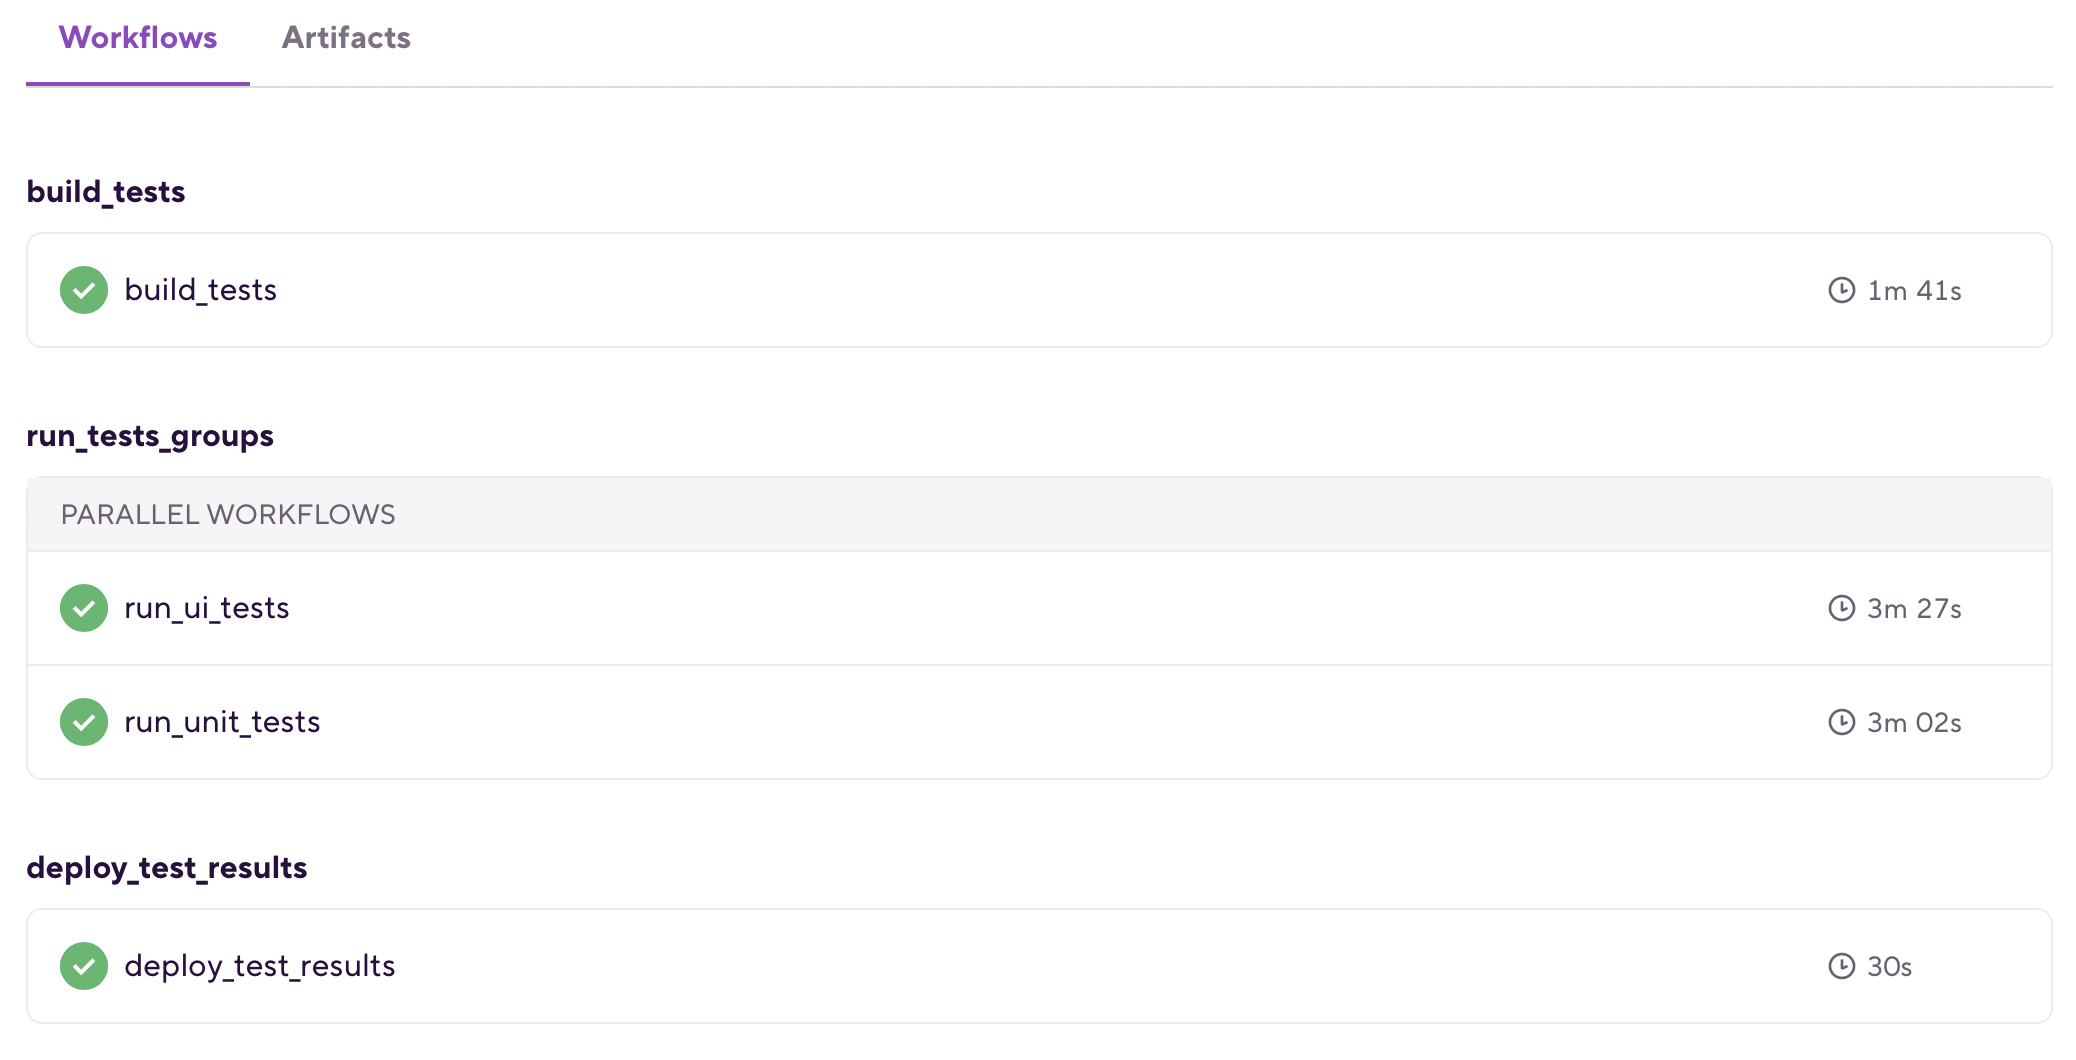 Workflows Artifacts
build_tests
build_tests 1m 41s
run_tests_groups
PARALLEL WORKFLOWS
run_ui_tests 3m 27s
run_unit_tests 3m 02s
deploy_test_results
deploy_test_results 30s